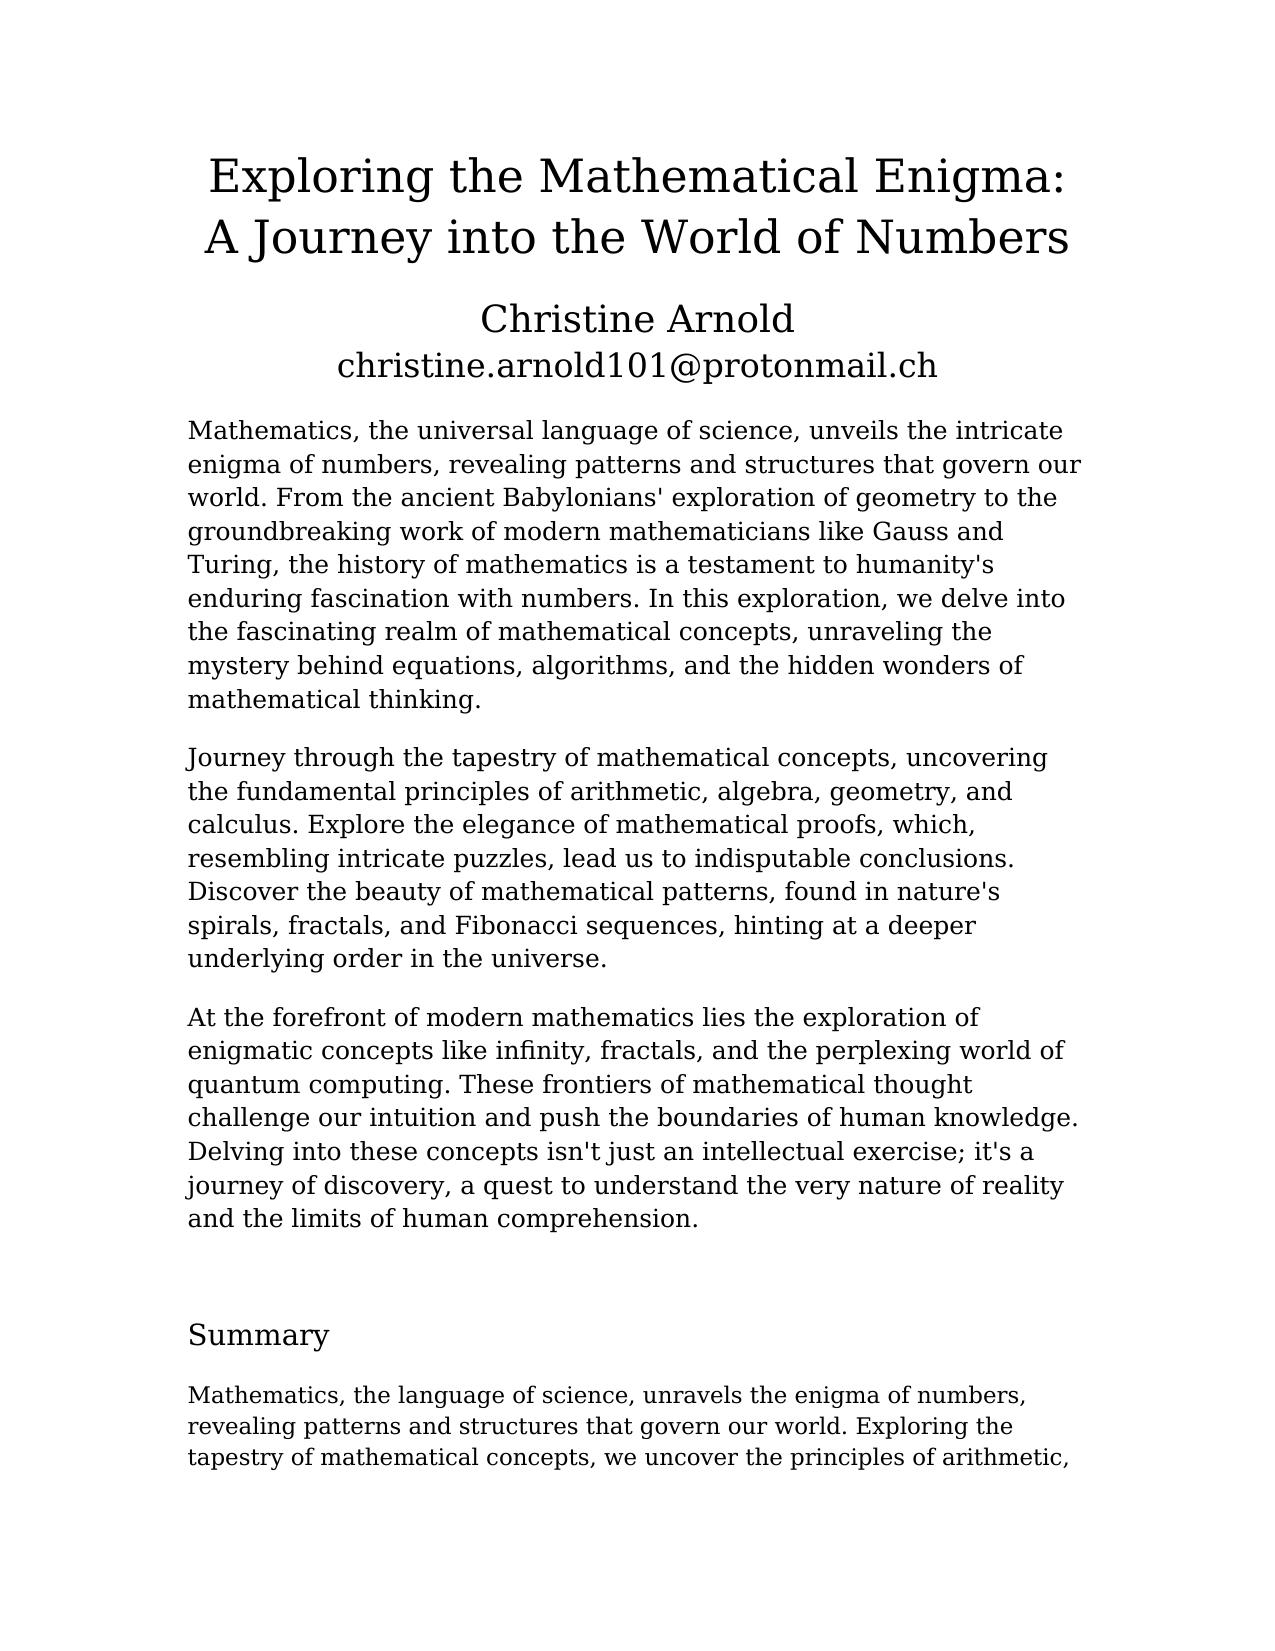 Exploring the Mathematical Enigma:
A Journey into the World of Numbers
Christine Arnold
christine.arnold101@protonmail.ch
Mathematics, the universal language of science, unveils the intricate
enigma of numbers, revealing patterns and structures that govern our
world. From the ancient Babylonians' exploration of geometry to the
groundbreaking work of modern mathematicians like Gauss and
Turing, the history of mathematics is a testament to humanity's
enduring fascination with numbers. In this exploration, we delve into
the fascinating realm of mathematical concepts, unraveling the
mystery behind equations, algorithms, and the hidden wonders of
mathematical thinking.
Journey through the tapestry of mathematical concepts, uncovering
the fundamental principles of arithmetic, algebra, geometry, and
calculus. Explore the elegance of mathematical proofs, which,
resembling intricate puzzles, lead us to indisputable conclusions.
Discover the beauty of mathematical patterns, found in nature's
spirals, fractals, and Fibonacci sequences, hinting at a deeper
underlying order in the universe.
At the forefront of modern mathematics lies the exploration of
enigmatic concepts like infinity, fractals, and the perplexing world of
quantum computing. These frontiers of mathematical thought
challenge our intuition and push the boundaries of human knowledge.
Delving into these concepts isn't just an intellectual exercise; it's a
journey of discovery, a quest to understand the very nature of reality
and the limits of human comprehension.
Summary
Mathematics, the language of science, unravels the enigma of numbers,
revealing patterns and structures that govern our world. Exploring the
tapestry of mathematical concepts, we uncover the principles of arithmetic,